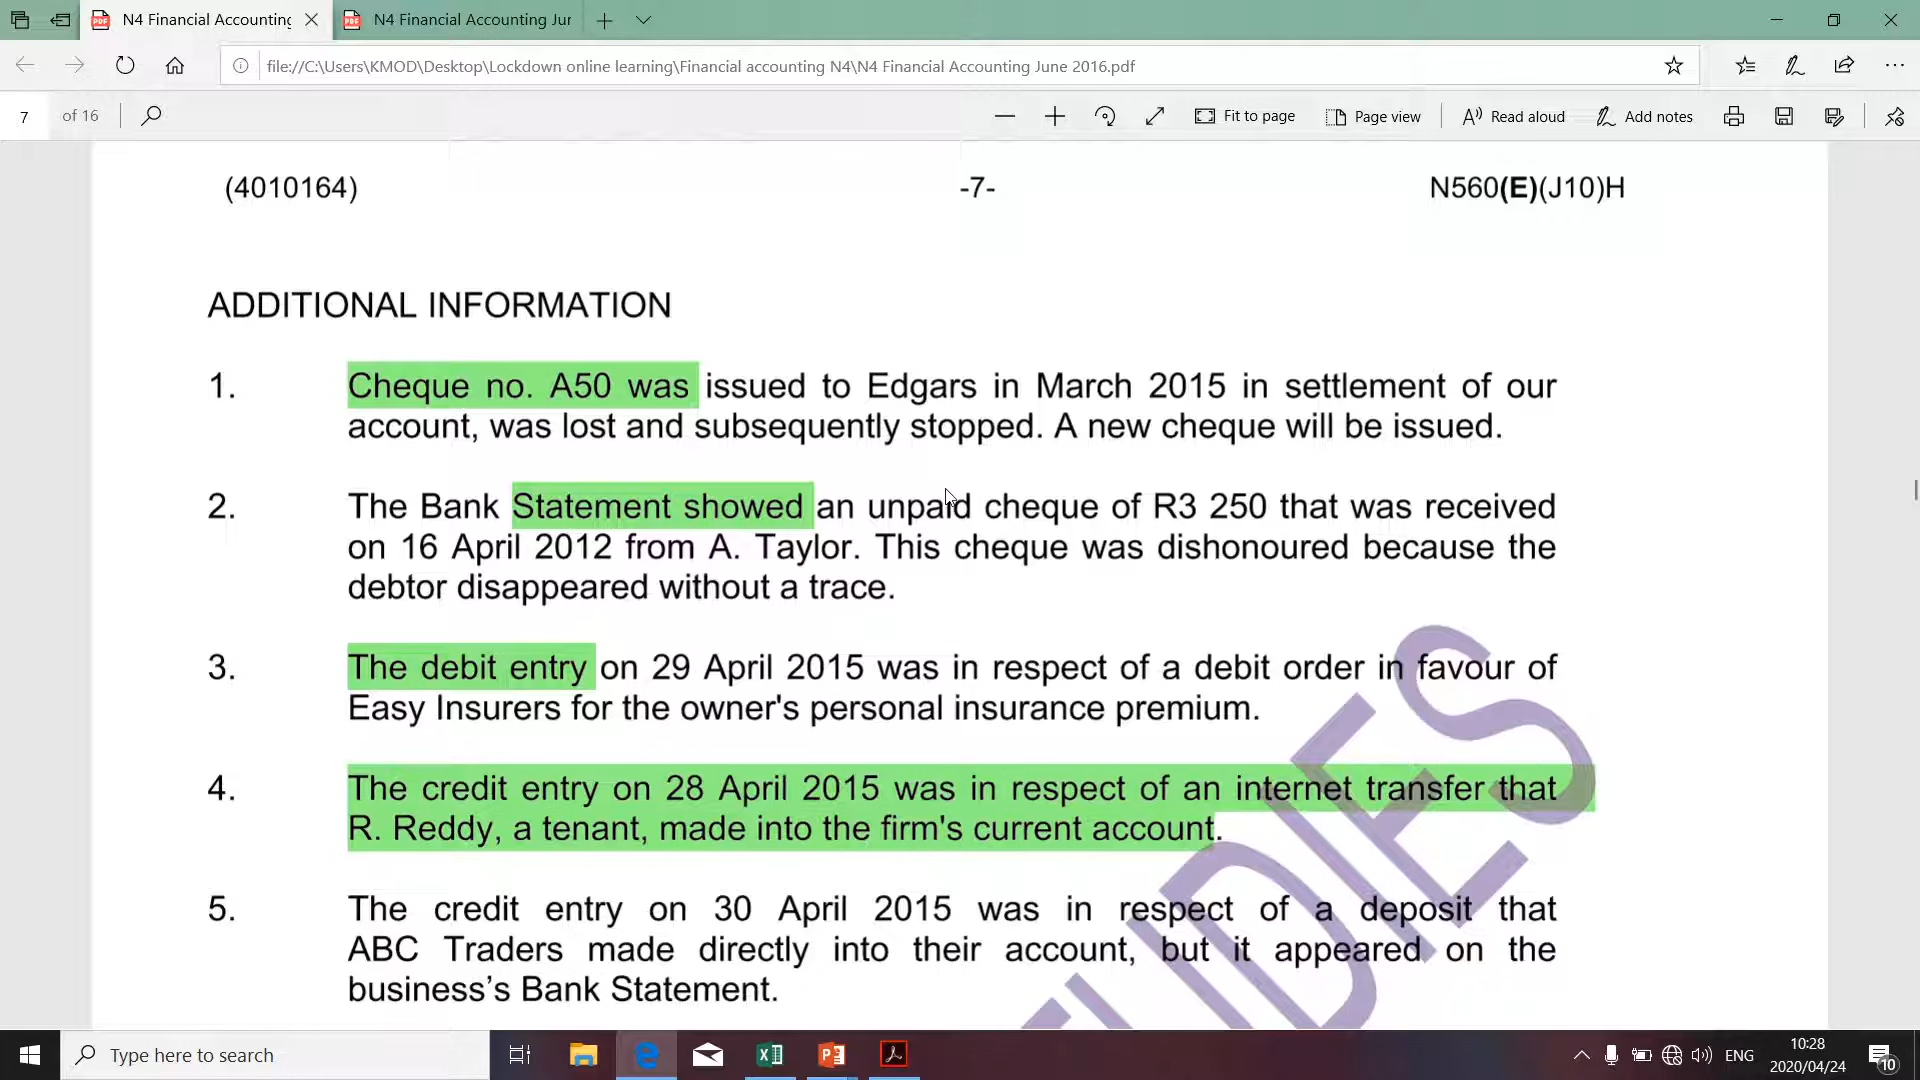 N4 Financial Accounting
N4 Financial Accounting Jur
file://C:\Users\KMOD\Desktop\Lockdown online learning\Financial accounting N4\N4 Financial Accounting June 2016.pdf
7 of 16
Fit to page
Page view
Read aloud
Add notes
(4010164) -7- N560(E)(J10)H
ADDITIONAL INFORMATION
1. Cheque no. A50 was issued to Edgars in March 2015 in settlement of our
account, was lost and subsequently stopped. A new cheque will be issued.
2. The Bank Statement showed an unpaid cheque of R3 250 that was received
on 16 April 2012 from A. Taylor. This cheque was dishonoured because the
debtor disappeared without a trace.
3. The debit entry on 29 April 2015 was in respect of a debit order in favour of
Easy Insurers for the owner's personal insurance premium.
4. The credit entry on 28 April 2015 was in respect of an internet transfer that
R. Reddy, a tenant, made into the firm's current account.
5. The credit entry on 30 April 2015 was in respect of a deposit that
ABC Traders made directly into their account, but it appeared on the
business's Bank Statement.
UDIES
Type here to search
ENG
10:28
2020/04/24
10